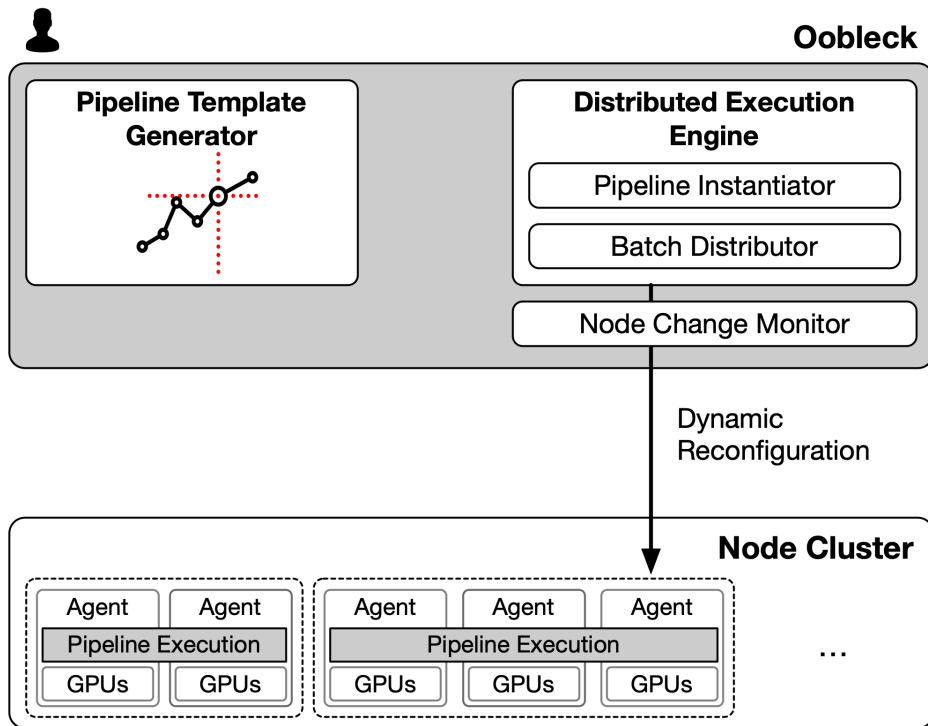 Oobleck
Pipeline Template
Generator
Distributed Execution
Engine
Pipeline Instantiator
Batch Distributor
Node Change Monitor
Dynamic
Reconfiguration
Node Cluster
Agent Agent Agent Agent Agent
Pipeline Execution Pipeline Execution
...
GPUs GPUs GPUs GPUs GPUs